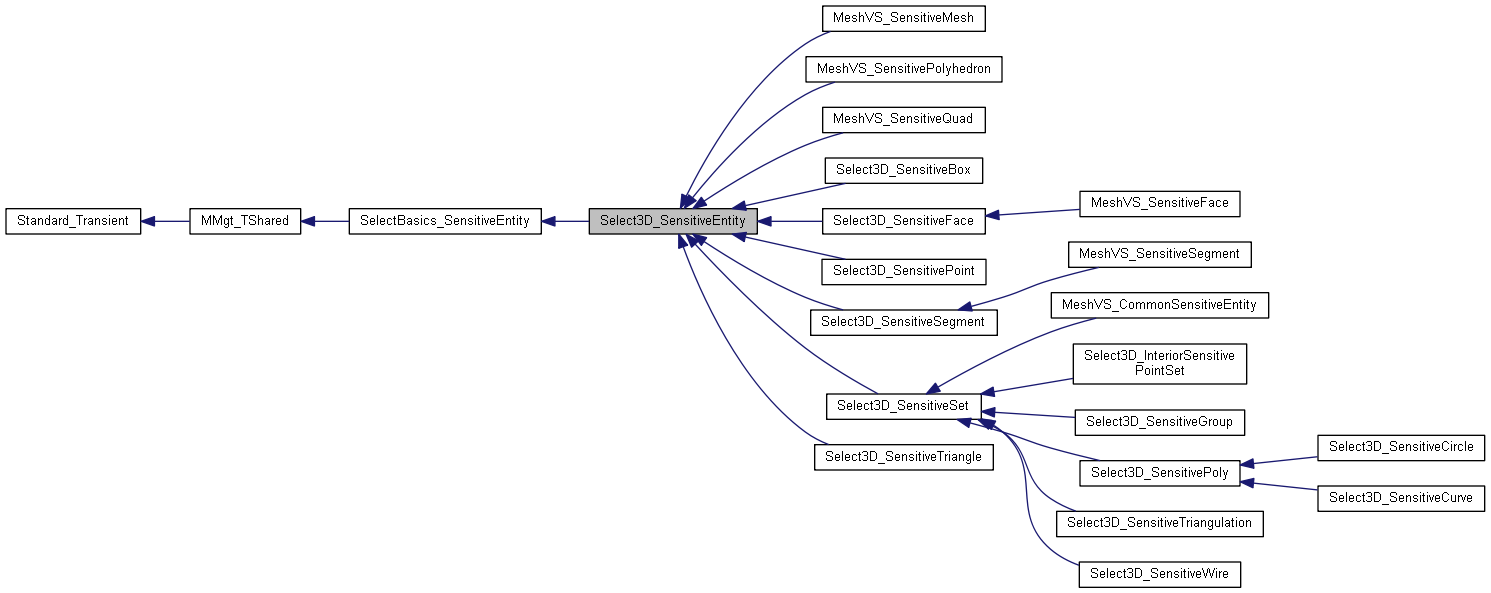 MeshVS_SensitiveMesh
MeshVS_SensitivePolyhedron
MeshVS_SensitiveQuad
Select3D_SensitiveBox
Standard_Transient
MMgt_TShared
SelectBasics_SensitiveEntity
Select3D_SensitiveEntity
Select3D_SensitiveFace
MeshVS_SensitiveFace
Select3D_SensitivePoint
MeshVS_SensitiveSegment
Select3D_SensitiveSegment
MeshVS_CommonSensitiveEntity
Select3D_InteriorSensitive
PointSet
Select3D_SensitiveSet
Select3D_SensitiveGroup
Select3D_SensitiveTriangle
Select3D_SensitivePoly
Select3D_SensitiveCircle
Select3D_SensitiveCurve
Select3D_SensitiveTriangulation
Select3D_SensitiveWire